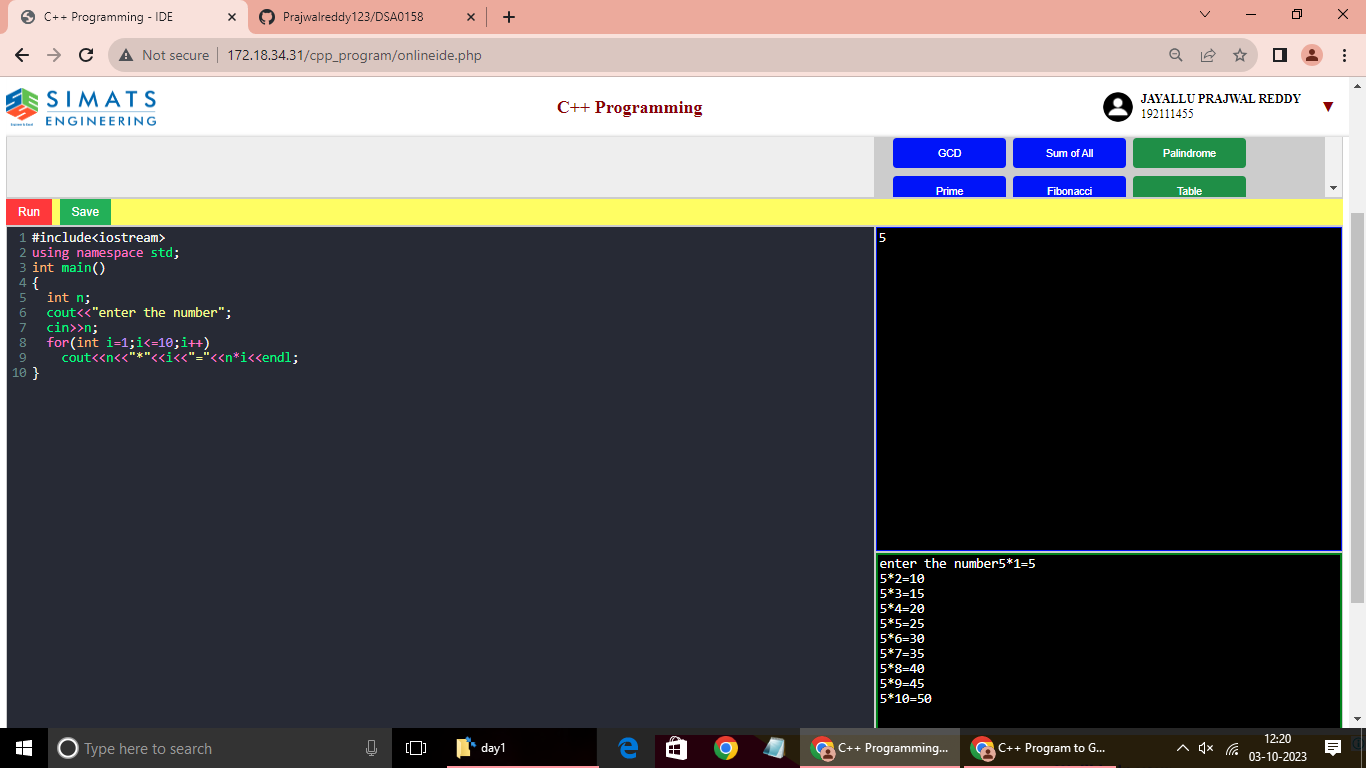 C++ Programming - IDE
Prajwalreddy123/DSA0158
Not secure
172.18.34.31/cpp_program/onlineide.php
SIMATS
ENGINEERING
C++ Programming
JAYALLU PRAJWAL REDDY
192111455
GCD
Sum of All
Palindrome
Prime
Fibonacci
Table
Run
Save
1 #include<iostream>
2 using namespace std;
3 int main()
4 {
5   int n;
6   cout<<"enter the number";
7   cin>>n;
8   for(int i=1;i<=10;i++)
9     cout<<n<<"*"<<i<<"="<<n*i<<endl;
10 }
5
enter the number5*1=5
5*2=10
5*3=15
5*4=20
5*5=25
5*6=30
5*7=35
5*8=40
5*9=45
5*10=50
Type here to search
day1
C++ Programming...
C++ Program to G...
12:20
03-10-2023